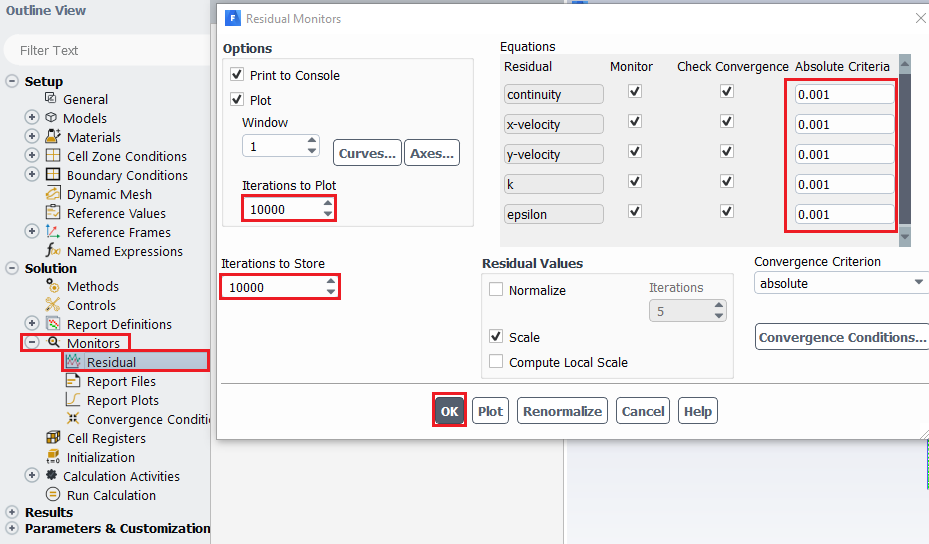 Outline View
Filter Text
Setup
General
Models
Materials
Cell Zone Conditions
Boundary Conditions
Dynamic Mesh
Reference Values
Reference Frames
Named Expressions
Solution
Methods
Controls
Report Definitions
Monitors
Residual
Report Files
Report Plots
Convergence Conditi
Cell Registers
Initialization
Calculation Activities
Run Calculation
Results
Parameters & Customization
Residual Monitors
Options
Print to Console
Plot
Window
1
Curves... Axes...
Iterations to Plot
10000
Iterations to Store
10000
Equations
Residual Monitor Check Convergence Absolute Criteria
continuity 0.001
x-velocity 0.001
y-velocity 0.001
k 0.001
epsilon 0.001
Residual Values
Normalize
Iterations
5
Scale
Compute Local Scale
Convergence Criterion
absolute
Convergence Conditions...
OK Plot Renormalize Cancel Help